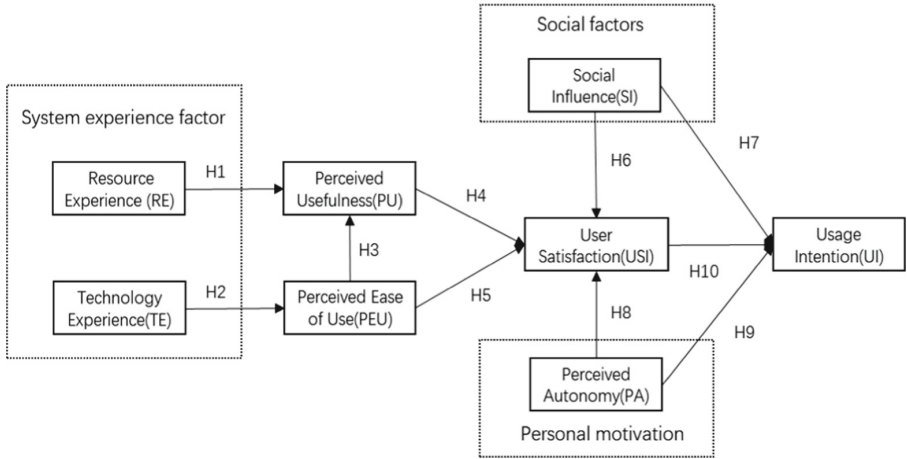 Social factors
Social
Influence(SI)
System experience factor
H7
H6
H1
Resource
Experience (RE)
Perceived
Usefulness(PU)
H4
User
Satisfaction(USI)
Usage
Intention(UI)
H3
H10
H2
H5
Technology
Experience(TE)
Perceived Ease
of Use(PEU)
H8
H9
Perceived
Autonomy(PA)
Personal motivation